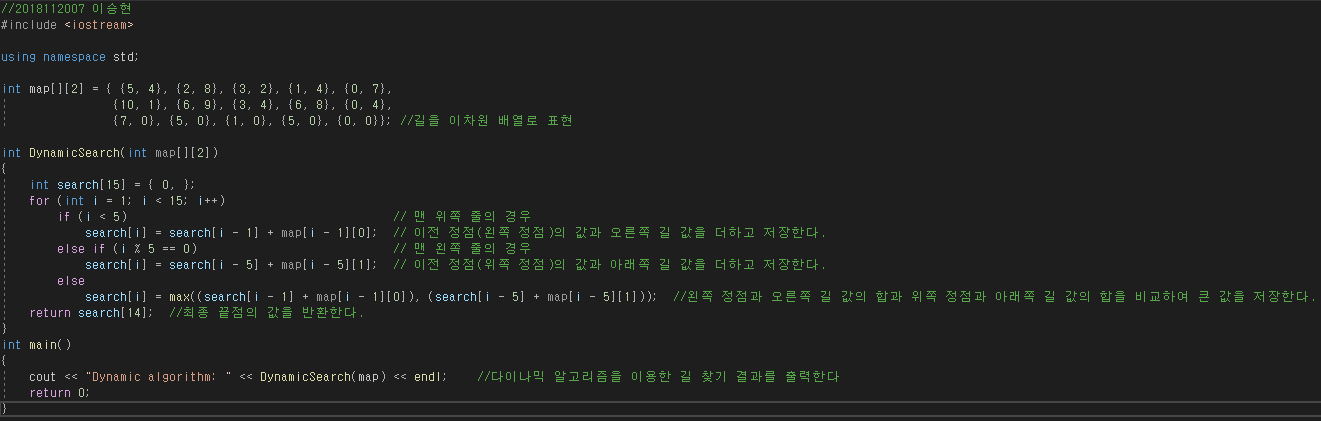 //2018112007 이승현
#include <iostream>
using namespace std;
int map[][2] = { {5, 4}, {2, 8}, {3, 2}, {1, 4}, {0, 7},
{10, 1}, {6, 9}, {3, 4}, {6, 8}, {0, 4},
{7, 0}, {5, 0}, {1, 0}, {5, 0}, {0, 0}}; //길을 이차원 배열로 표현
int DynamicSearch(int map[][2])
{
int search[15] = { 0, };
for (int i = 1; i < 15; i++)
if (i < 5) // 맨 위쪽 줄의 경우
search[i] = search[i - 1] + map[i - 1][0]; // 이전 정점(왼쪽 정점)의 값과 오른쪽 길 값을 더하고 저장한다.
else if (i % 5 == 0) // 맨 왼쪽 줄의 경우
search[i] = search[i - 5] + map[i - 5][1]; // 이전 정점(위쪽 정점)의 값과 아래쪽 길 값을 더하고 저장한다.
else
search[i] = max((search[i - 1] + map[i - 1][0]), (search[i - 5] + map[i - 5][1])); //왼쪽 정점과 오른쪽 길 값의 합과 위쪽 정점과 아래쪽 길 값의 합을 비교하여 큰 값을 저장한다.
return search[14]; //최종 끝점의 값을 반환한다.
}
int main()
{
cout << "Dynamic algorithm: " << DynamicSearch(map) << endl; //다이나믹 알고리즘을 이용한 길 찾기 결과를 출력한다
return 0;
}